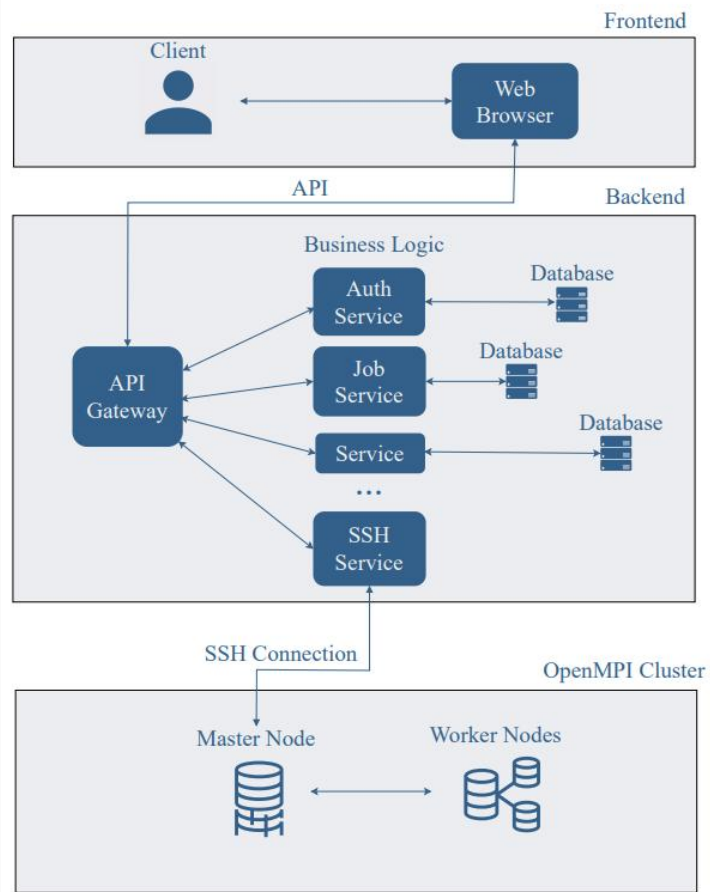 Frontend
Client
Web
Browser
API
Backend
Business Logic
Auth
Service
Database
API
Gateway
Job
Service
Database
Service
Database
...
SSH
Service
SSH Connection
OpenMPI Cluster
Master Node
Worker Nodes